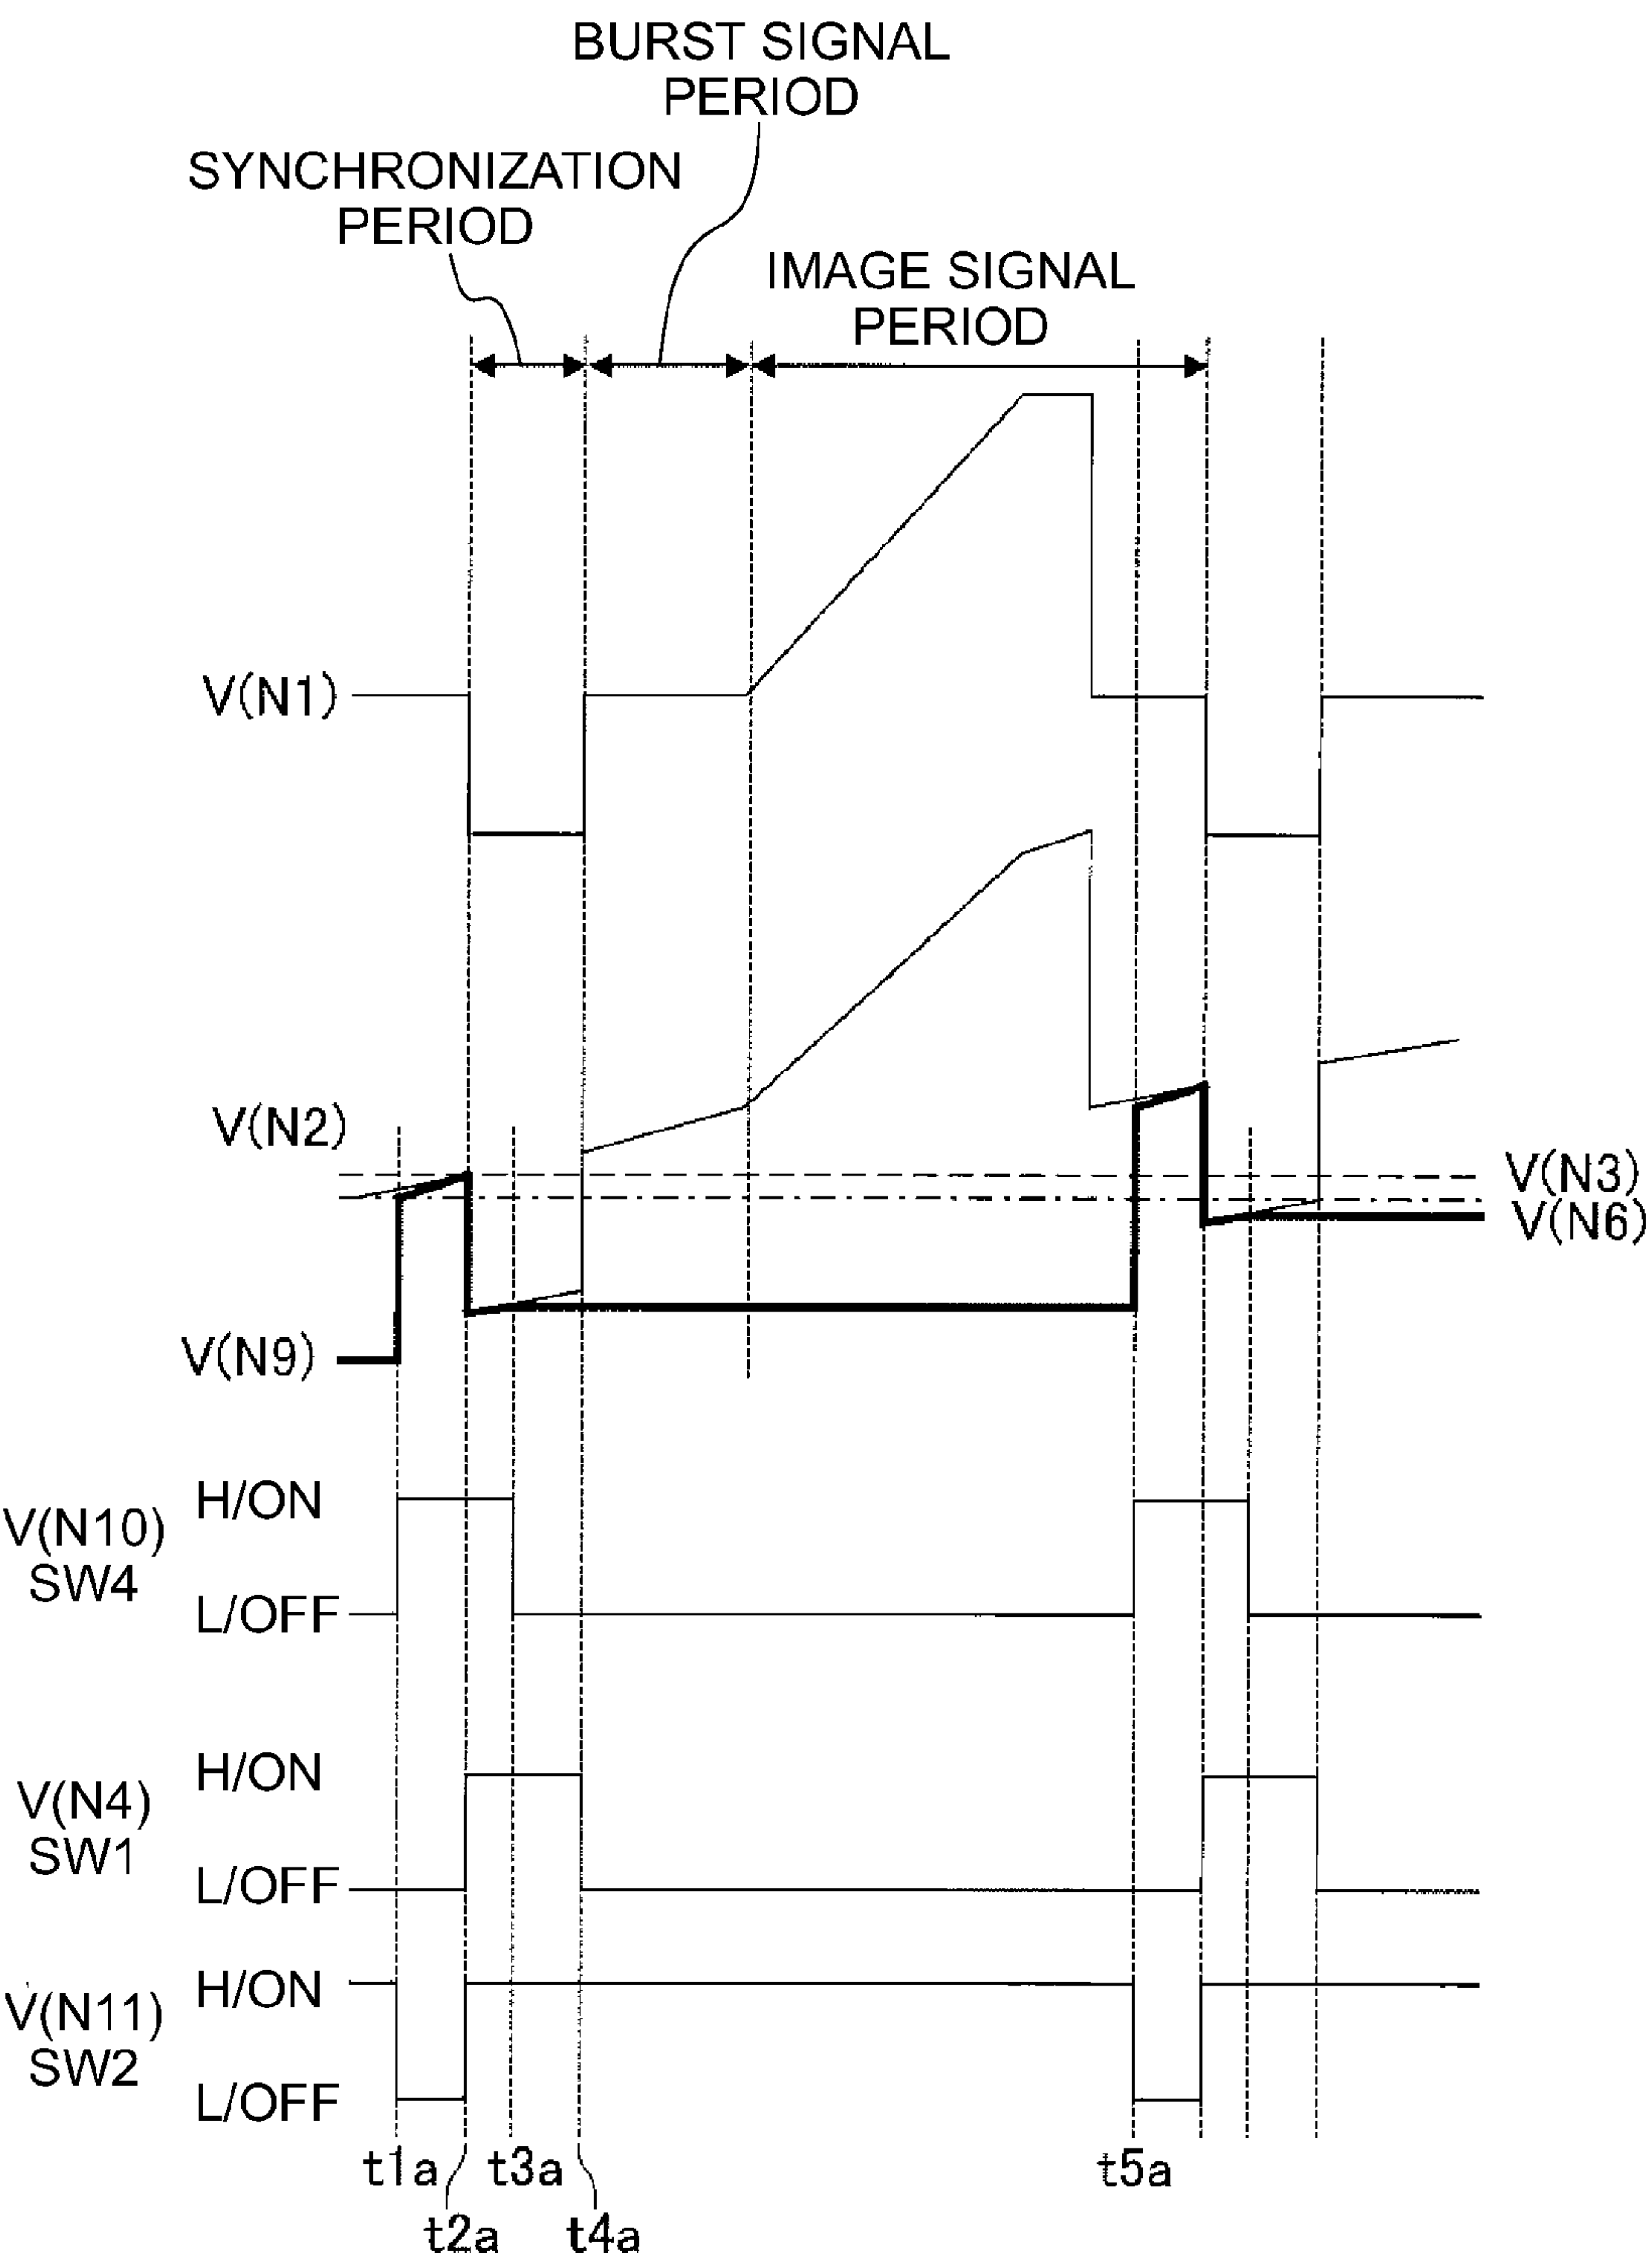 BURST SIGNAL
PERIOD
SYNCHRONIZATION
PERIOD
IMAGE SIGNAL
PERIOD
V(N1)
V(N2)
V(N3)
V(N6)
V(N9)
H/ON
V(N10)
SW4
L/OFF
H/ON
V(N4)
SW1
L/OFF
H/ON
V(N11)
SW2
L/OFF
t1a
t3a
t5a
t2a
t4a